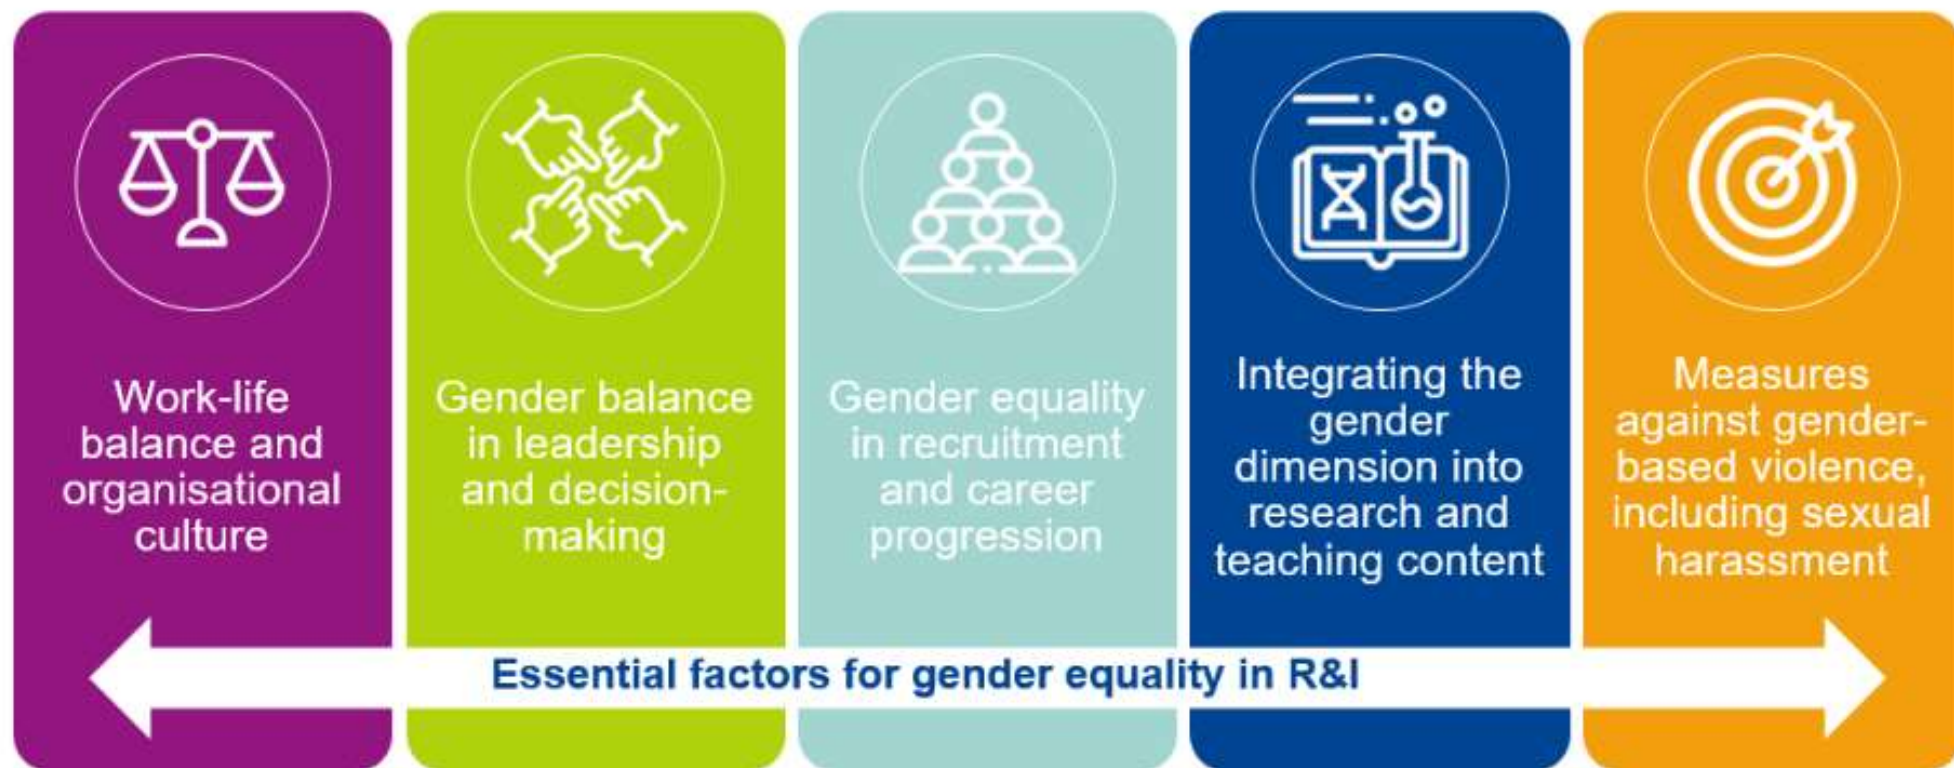 Work-life
balance and
organisational
culture
Gender balance
in leadership
and decision-
making
Gender equality
in recruitment
and career
progression
Integrating the
gender
dimension into
research and
teaching content
Measures
against gender-
based violence,
including sexual
harassment
Essential factors for gender equality in R&I